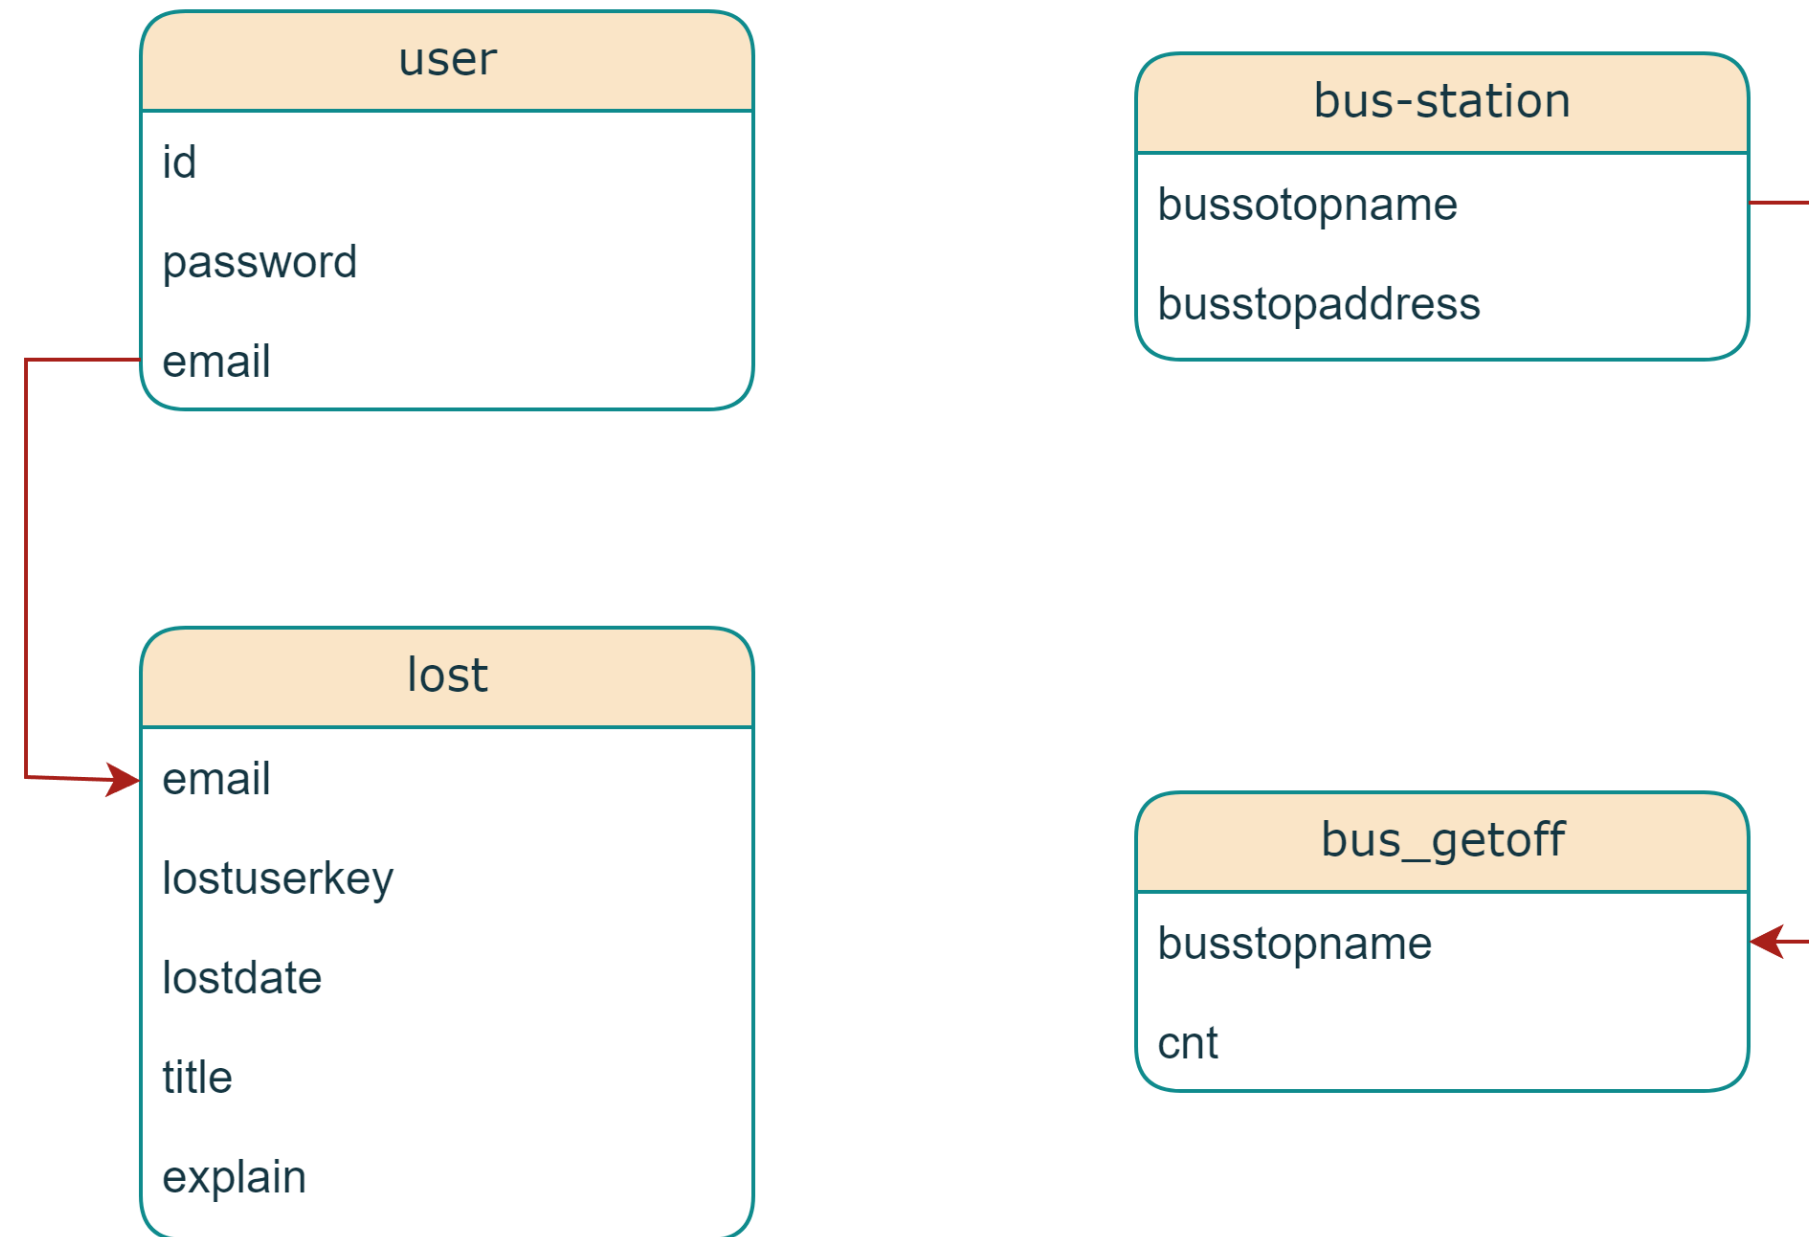 user
id
password
email
lost
email
lostuserkey
lostdate
title
explain
bus-station
bussotopname
busstopaddress
bus_getoff
busstopname
cnt